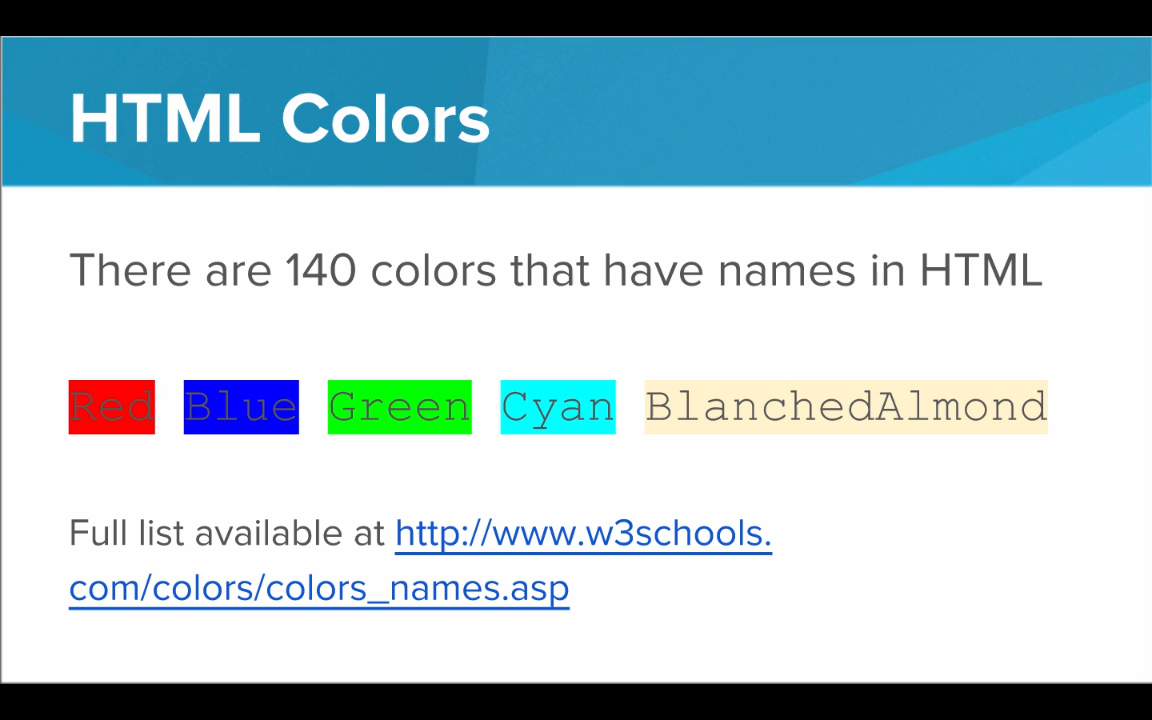 HTML Colors
There are 140 colors that have names in HTML
Red Blue Green Cyan BlanchedAlmond
Full list available at http://www.w3schools.
com/colors/colors_names.asp